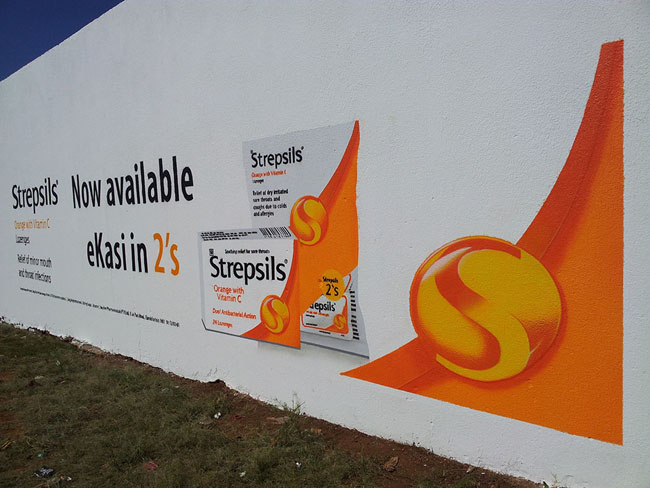 Strepsils
Orange with Vitamin C
Lozenges
Relief of minor mouth
and throat infections
Now available
eKasi in 2's
Strepsils
Orange with Vitamin C
Lozenges
Relief of dry irritated
sore throats and
coughs due to colds
and allergies
Soothing relief for sore throats
Strepsils
Orange with
Vitamin C
Dual Antibacterial Action
24 Lozenges
Strepsils
2's
Strepsils
S